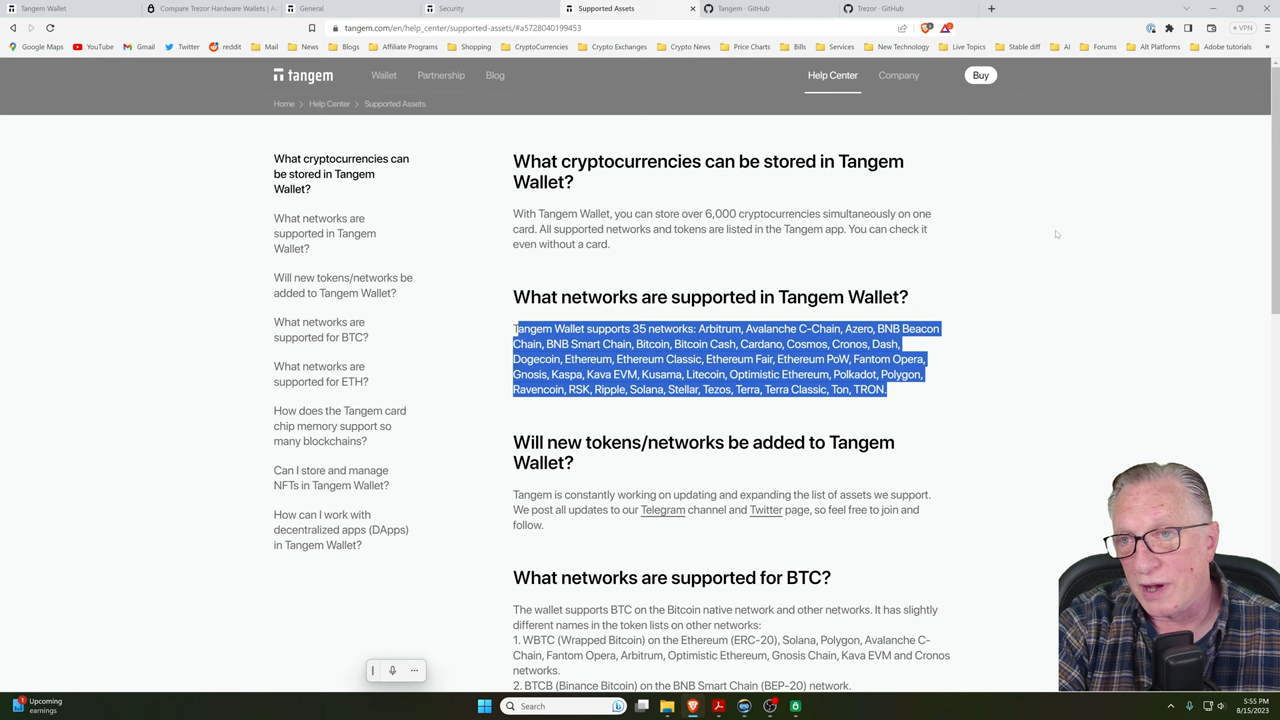 Tangem Wallet
Compare Trezor Hardware Wallets | A
General
Security
Supported Assets
Tangem · GitHub
Trezor · GitHub
tangem.com/en/help_center/supported-assets/#a5728040199453
VPN
Google Maps
YouTube
Gmail
Twitter
reddit
Mail
News
Blogs
Affiliate Programs
Shopping
CryptoCurrencies
Crypto Exchanges
Crypto News
Price Charts
Bills
Services
New Technology
Live Topics
Stable diff
AI
Forums
Alt Platforms
Adobe tutorials
tangem
Wallet
Partnership
Blog
Help Center
Company
Buy
Home > Help Center > Supported Assets
What cryptocurrencies can
be stored in Tangem
Wallet?
What networks are
supported in Tangem
Wallet?
Will new tokens/networks be
added to Tangem Wallet?
What networks are
supported for BTC?
What networks are
supported for ETH?
How does the Tangem card
chip memory support so
many blockchains?
Can I store and manage
NFTs in Tangem Wallet?
How can I work with
decentralized apps (DApps)
in Tangem Wallet?
What cryptocurrencies can be stored in Tangem
Wallet?
With Tangem Wallet, you can store over 6,000 cryptocurrencies simultaneously on one
card. All supported networks and tokens are listed in the Tangem app. You can check it
even without a card.
What networks are supported in Tangem Wallet?
Tangem Wallet supports 35 networks: Arbitrum, Avalanche C-Chain, Azero, BNB Beacon
Chain, BNB Smart Chain, Bitcoin, Bitcoin Cash, Cardano, Cosmos, Cronos, Dash,
Dogecoin, Ethereum, Ethereum Classic, Ethereum Fair, Ethereum PoW, Fantom Opera,
Gnosis, Kaspa, Kava EVM, Kusama, Litecoin, Optimistic Ethereum, Polkadot, Polygon,
Ravencoin, RSK, Ripple, Solana, Stellar, Tezos, Terra, Terra Classic, Ton, TRON.
Will new tokens/networks be added to Tangem
Wallet?
Tangem is constantly working on updating and expanding the list of assets we support.
We post all updates to our Telegram channel and Twitter page, so feel free to join and
follow.
What networks are supported for BTC?
The wallet supports BTC on the Bitcoin native network and other networks. It has slightly
different names in the token lists on other networks:
1. WBTC (Wrapped Bitcoin) on the Ethereum (ERC-20), Solana, Polygon, Avalanche C-
Chain, Fantom Opera, Arbitrum, Optimistic Ethereum, Gnosis Chain, Kava EVM and Cronos
networks.
2. BTCB (Binance Bitcoin) on the BNB Smart Chain (BEP-20) network.
Upcoming
earnings
Search
5:55 PM
8/15/2023